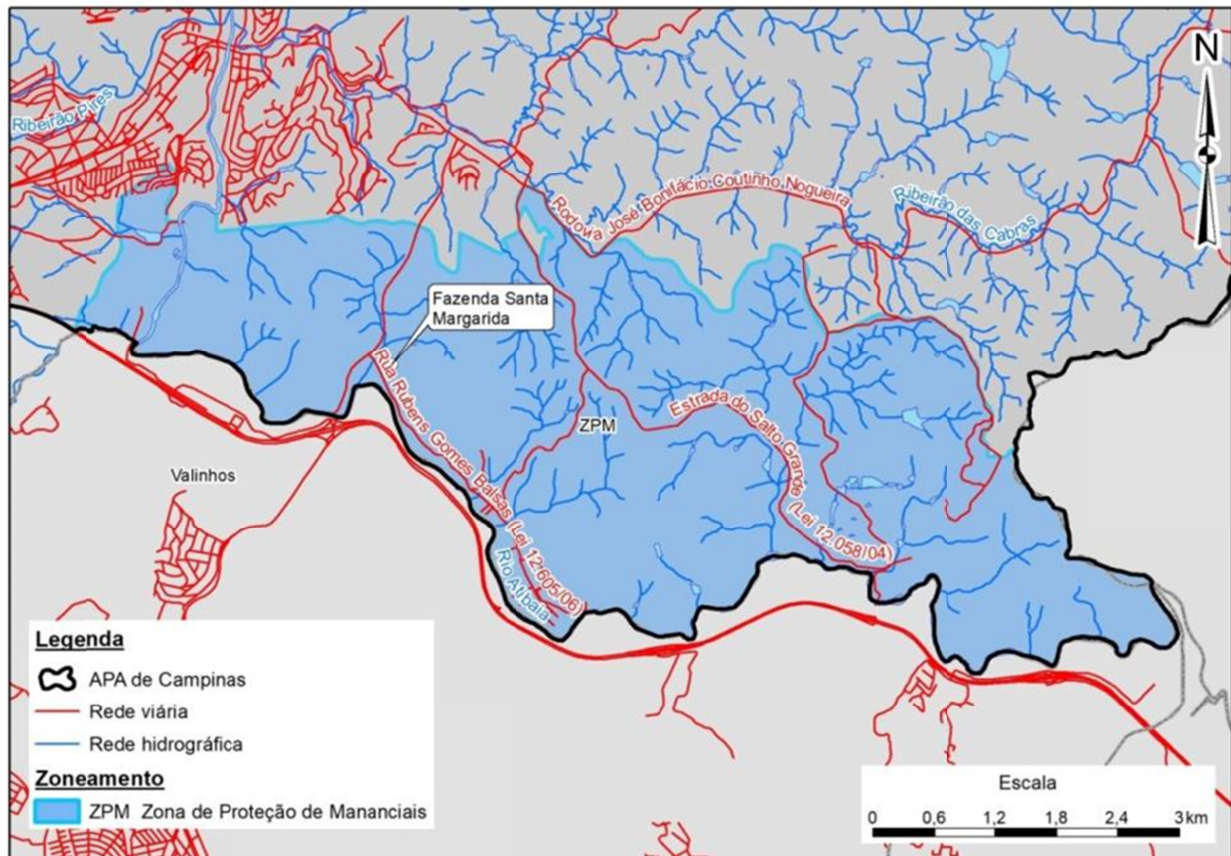 N
Ribeirão Pires
Rodovia José Bonifácio Coutinho Nogueira
Ribeirão das Cabras
Fazenda Santa
Margarida
Rua Rubens Gomes Balsas (Lei 12.605/06)
Estrada do Salto Grande (Lei 12.058/04)
ZPM
Valinhos
Rio Atibaia
Legenda
APA de Campinas
Rede viária
Rede hidrográfica
Zoneamento
ZPM Zona de Proteção de Mananciais
Escala
0 0,6 1,2 1,8 2,4 3 km